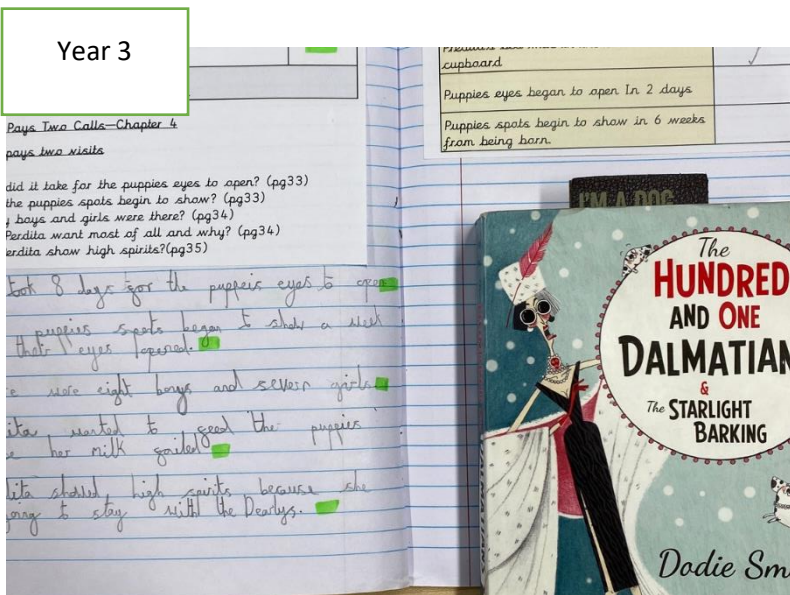 Year 3
cupboard
Puppies eyes began to open In 2 days
Puppies spots begin to show in 6 weeks
from being born.
Pays Two Calls—Chapter 4
pays two visits
did it take for the puppies eyes to open? (pg33)
the puppies spots begin to show? (pg33)
y boys and girls were there? (pg34)
Perdita want most of all and why? (pg34)
erdita show high spirits?(pg35)
took 8 days for the puppeis eyes to open
puppies spots began to show a week
their eyes opened.
e were eight boys and seven girls
ita wanted to feed the puppies
e her milk failed
dita showed high spirits because she
going to stay with the Dearlys.
I'M A DOG
The
HUNDRED
AND ONE
DALMATIAN
&
The STARLIGHT
BARKING
Dodie Sm